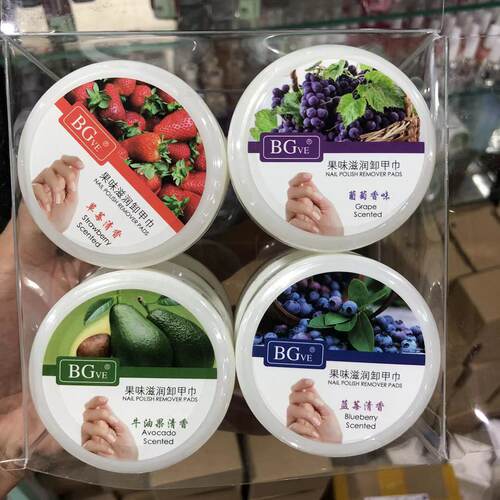 BGVE®
果味滋润卸甲巾
NAIL POLISH REMOVER PADS
草莓清香
Strawberry
Scented
BGVE®
果味滋润卸甲巾
NAIL POLISH REMOVER PADS
葡萄香味
Grape
Scented
BGVE®
果味滋润卸甲巾
NAIL POLISH REMOVER PADS
牛油果清香
Avocado
Scented
BGVE®
果味滋润卸甲巾
NAIL POLISH REMOVER PADS
蓝莓清香
Blueberry
Scented